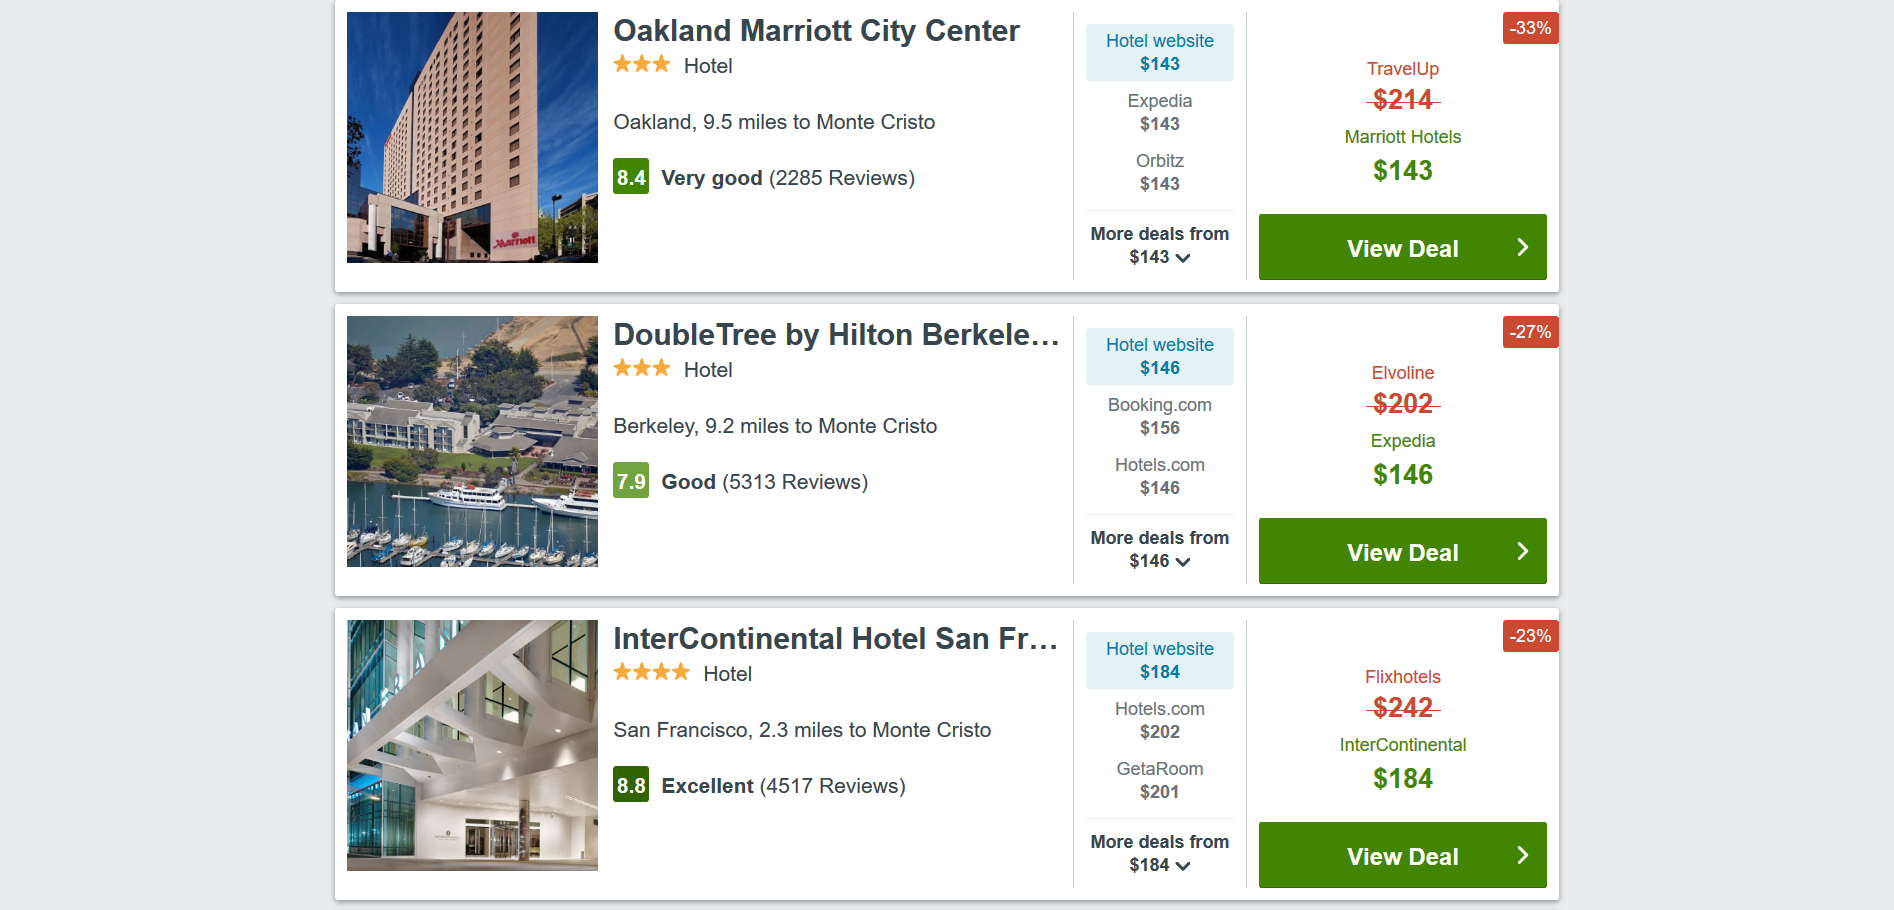 Oakland Marriott City Center
Hotel
Oakland, 9.5 miles to Monte Cristo
8.4 Very good (2285 Reviews)
Marriott
Hotel website
$143
Expedia
$143
Orbitz
$143
More deals from
$143
-33%
TravelUp
$214
Marriott Hotels
$143
View Deal
DoubleTree by Hilton Berkele...
Hotel
Berkeley, 9.2 miles to Monte Cristo
7.9 Good (5313 Reviews)
Hotel website
$146
Booking.com
$156
Hotels.com
$146
More deals from
$146
-27%
Elvoline
$202
Expedia
$146
View Deal
InterContinental Hotel San Fr...
Hotel
San Francisco, 2.3 miles to Monte Cristo
8.8 Excellent (4517 Reviews)
Hotel website
$184
Hotels.com
$202
GetaRoom
$201
More deals from
$184
-23%
Flixhotels
$242
InterContinental
$184
View Deal